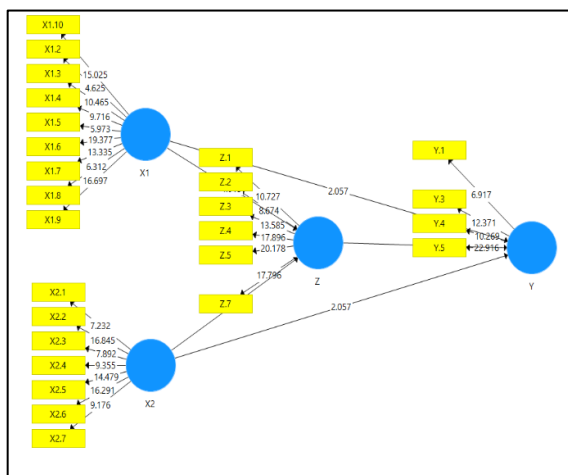 X1.10
X1.2
X1.3
X1.4
X1.5
X1.6
X1.7
X1.8
X1.9
15.025
4.625
10.465
9.716
5.973
19.377
13.335
6.312
16.697
X1
Z.1
Z.2
Z.3
Z.4
Z.5
Z.7
10.727
8.674
13.585
17.896
20.178
17.796
Z
2.057
Y.1
Y.3
Y.4
Y.5
6.917
12.371
10.269
22.916
Y
2.057
X2.1
X2.2
X2.3
X2.4
X2.5
X2.6
X2.7
7.232
16.845
7.892
9.355
14.479
16.291
9.176
X2